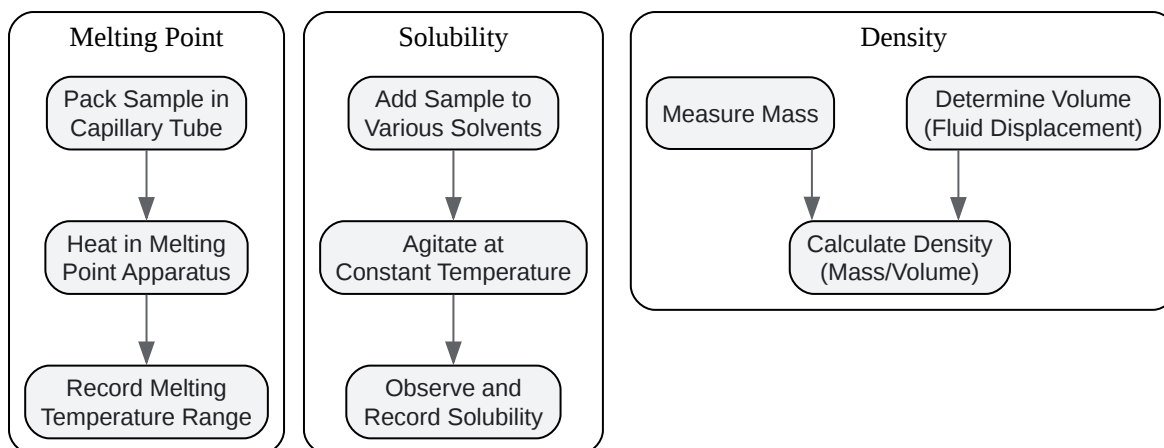 Melting Point
Pack Sample in
Capillary Tube
Heat in Melting
Point Apparatus
Record Melting
Temperature Range
Solubility
Add Sample to
Various Solvents
Agitate at
Constant Temperature
Observe and
Record Solubility
Density
Measure Mass
Determine Volume
(Fluid Displacement)
Calculate Density
(Mass/Volume)